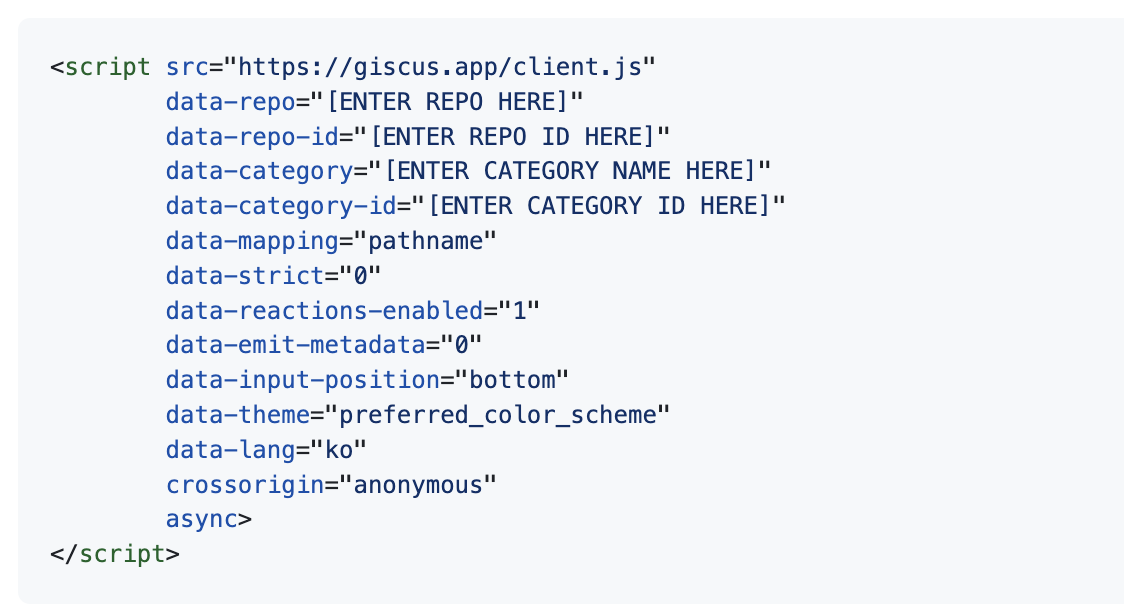 <script src="https://giscus.app/client.js"
data-repo="[ENTER REPO HERE]"
data-repo-id="[ENTER REPO ID HERE]"
data-category="[ENTER CATEGORY NAME HERE]"
data-category-id="[ENTER CATEGORY ID HERE]"
data-mapping="pathname"
data-strict="0"
data-reactions-enabled="1"
data-emit-metadata="0"
data-input-position="bottom"
data-theme="preferred_color_scheme"
data-lang="ko"
crossorigin="anonymous"
async>
</script>